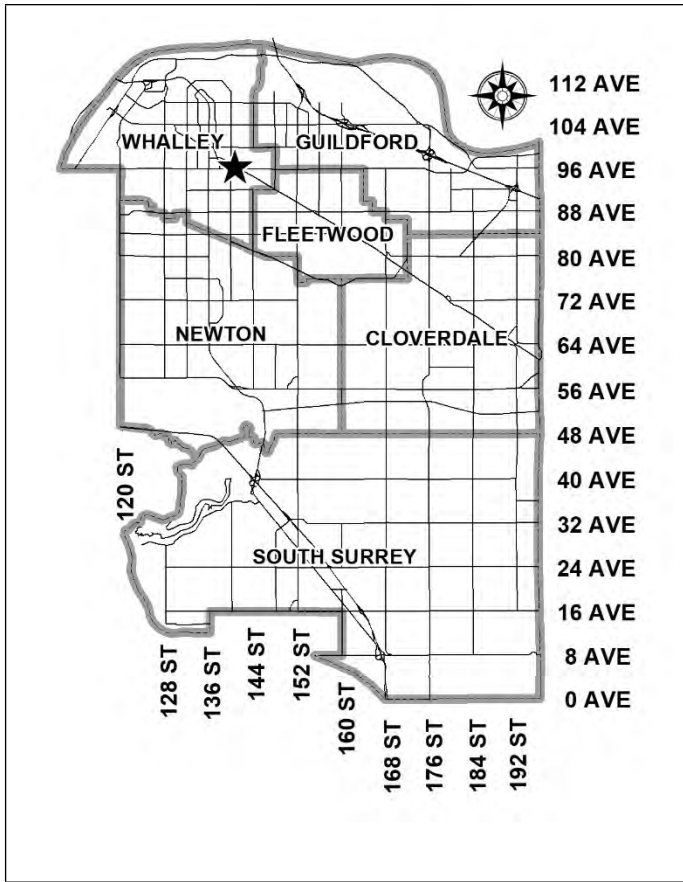 112 AVE
104 AVE
WHALLEY
GUILDFORD
96 AVE
88 AVE
FLEETWOOD
80 AVE
72 AVE
NEWTON
CLOVERDALE
64 AVE
56 AVE
48 AVE
120 ST
40 AVE
32 AVE
SOUTH SURREY
24 AVE
16 AVE
8 AVE
0 AVE
128 ST
136 ST
144 ST
152 ST
160 ST
168 ST
176 ST
184 ST
192 ST